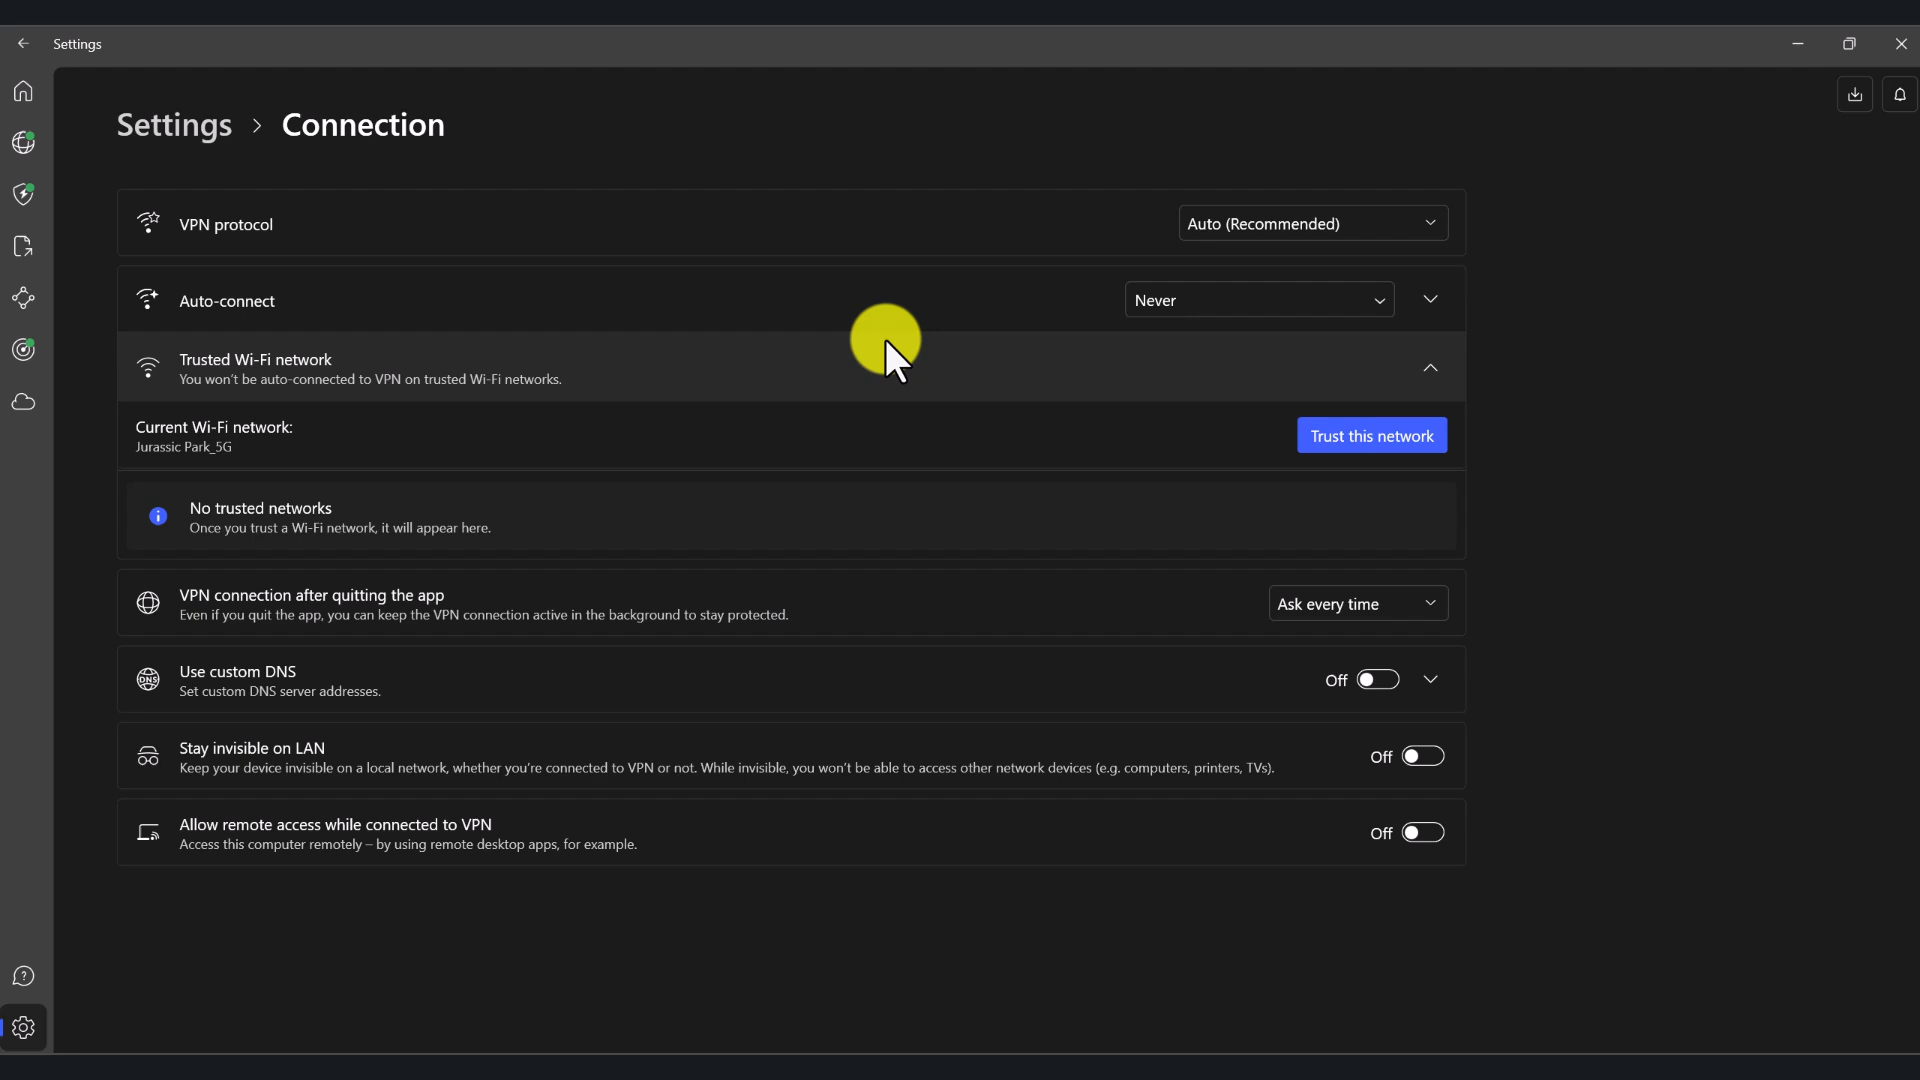 Settings
Settings > Connection
VPN protocol
Auto (Recommended)
Auto-connect
Never
Trusted Wi-Fi network
You won't be auto-connected to VPN on trusted Wi-Fi networks.
Current Wi-Fi network:
Jurassic Park_5G
Trust this network
No trusted networks
Once you trust a Wi-Fi network, it will appear here.
VPN connection after quitting the app
Even if you quit the app, you can keep the VPN connection active in the background to stay protected.
Ask every time
DNS
Use custom DNS
Set custom DNS server addresses.
Off
Stay invisible on LAN
Keep your device invisible on a local network, whether you're connected to VPN or not. While invisible, you won't be able to access other network devices (e.g. computers, printers, TVs).
Off
Allow remote access while connected to VPN
Access this computer remotely – by using remote desktop apps, for example.
Off